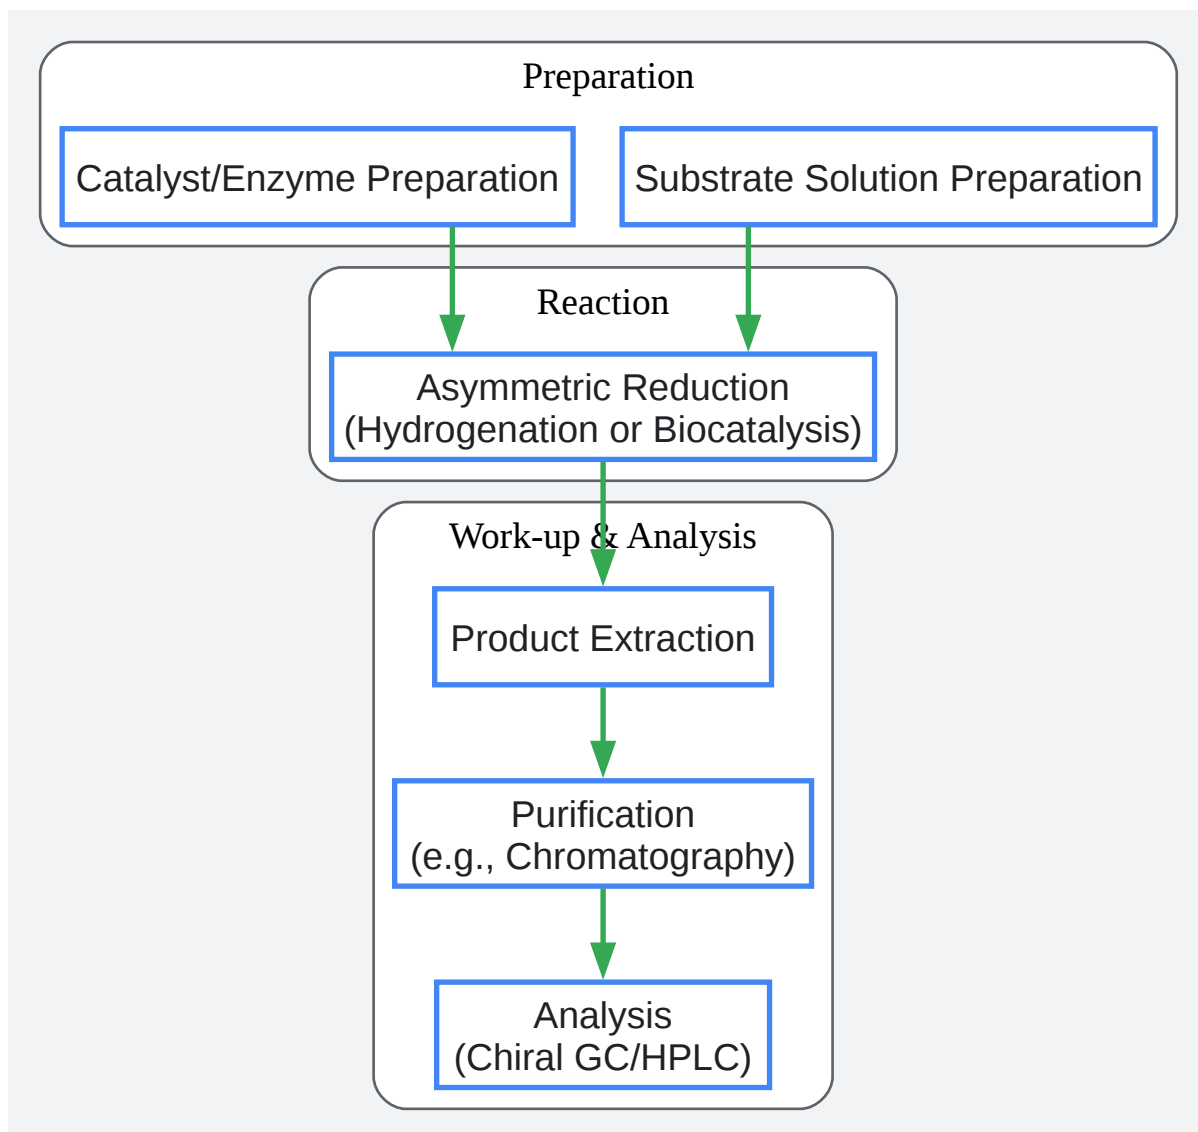 Preparation
Catalyst/Enzyme Preparation
Substrate Solution Preparation
Reaction
Asymmetric Reduction
(Hydrogenation or Biocatalysis)
Work-up & Analysis
Product Extraction
Purification
(e.g., Chromatography)
Analysis
(Chiral GC/HPLC)